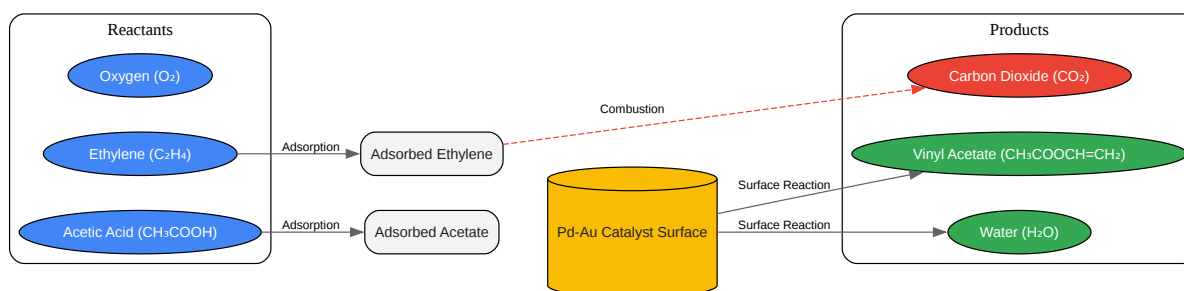 Reactants
Products
Oxygen (O₂)
Carbon Dioxide (CO₂)
Combustion
Ethylene (C₂H₄)
Adsorption
Adsorbed Ethylene
Vinyl Acetate (CH₃COOCH=CH₂)
Surface Reaction
Acetic Acid (CH₃COOH)
Adsorption
Adsorbed Acetate
Pd-Au Catalyst Surface
Surface Reaction
Water (H₂O)